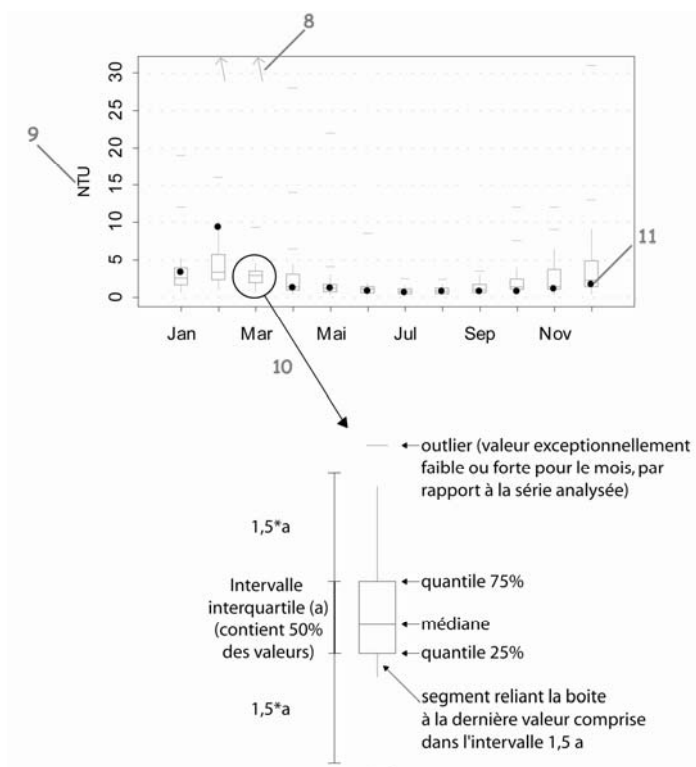 8
30
25
20
15
10
5
0
9
NTU
11
Jan Mar Mai Jul Sep Nov
10
outlier (valeur exceptionnellement
faible ou forte pour le mois, par
rapport à la série analysée)
1,5*a
quantile 75%
Intervalle
interquartile (a)
(contient 50%
des valeurs)
médiane
quantile 25%
1,5*a
segment reliant la boite
à la dernière valeur comprise
dans l'intervalle 1,5 a